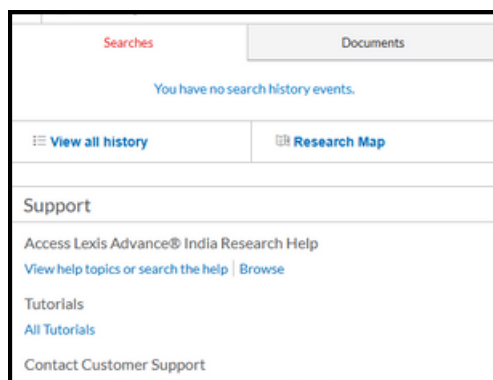 Searches
Documents
You have no search history events.
View all history
Research Map
Support
Access Lexis Advance® India Research Help
View help topics or search the help | Browse
Tutorials
All Tutorials
Contact Customer Support